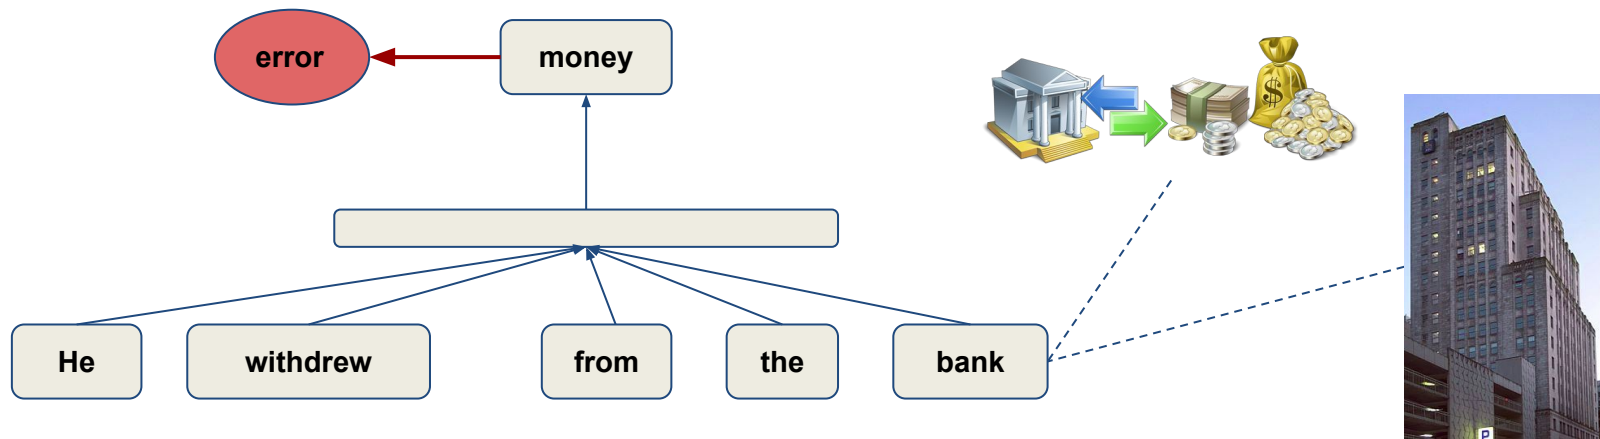 error
money
$
He
withdrew
from
the
bank
P